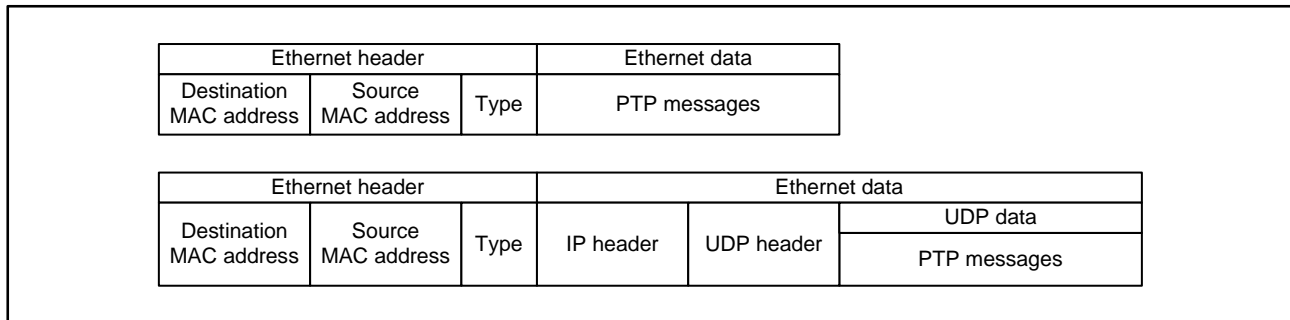 Ethernet header Ethernet data
Destination MAC address Source MAC address Type PTP messages
Ethernet header Ethernet data
Destination MAC address Source MAC address Type IP header UDP header UDP data
PTP messages